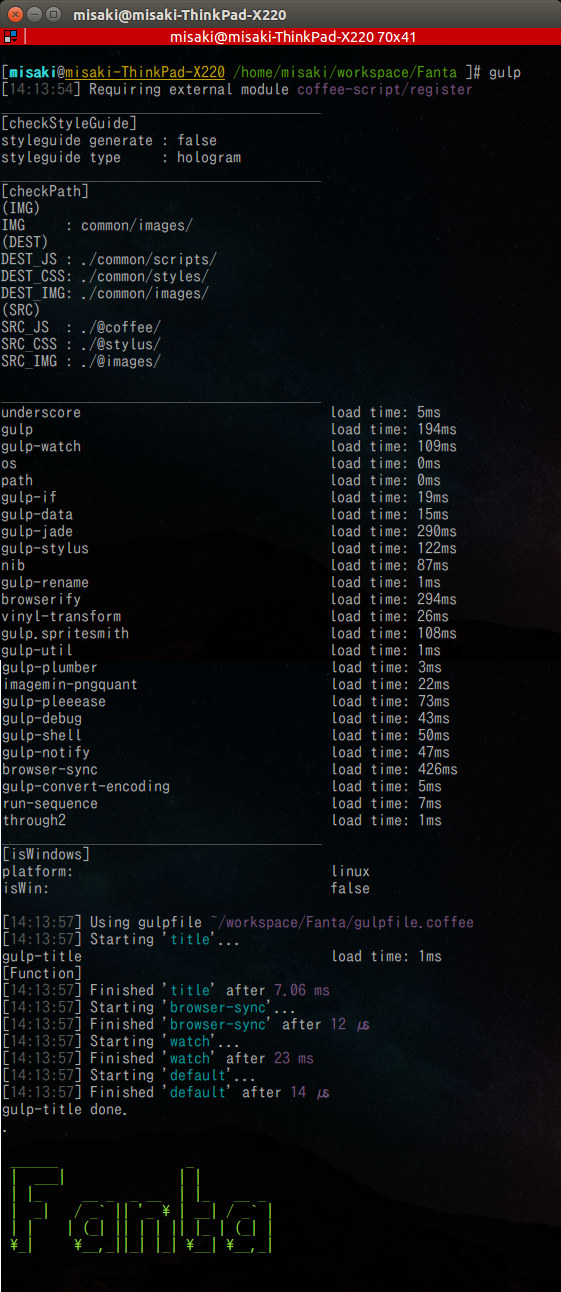 misaki@misaki-ThinkPad-X220
misaki@misaki-ThinkPad-X220 70x41
[misaki@misaki-ThinkPad-X220 /home/misaki/workspace/Fanta ]# gulp
[14:13:54] Requiring external module coffee-script/register
[checkStyleGuide]
styleguide generate : false
styleguide type     : hologram
[checkPath]
(IMG)
IMG     : common/images/
(DEST)
DEST_JS : ./common/scripts/
DEST_CSS: ./common/styles/
DEST_IMG: ./common/images/
(SRC)
SRC_JS  : ./@coffee/
SRC_CSS : ./@stylus/
SRC_IMG : ./@images/
underscore load time: 5ms
gulp load time: 194ms
gulp-watch load time: 109ms
os load time: 0ms
path load time: 0ms
gulp-if load time: 19ms
gulp-data load time: 15ms
gulp-jade load time: 290ms
gulp-stylus load time: 122ms
nib load time: 87ms
gulp-rename load time: 1ms
browserify load time: 294ms
vinyl-transform load time: 26ms
gulp.spritesmith load time: 108ms
gulp-util load time: 1ms
gulp-plumber load time: 3ms
imagemin-pngquant load time: 22ms
gulp-pleeease load time: 73ms
gulp-debug load time: 43ms
gulp-shell load time: 50ms
gulp-notify load time: 47ms
browser-sync load time: 426ms
gulp-convert-encoding load time: 5ms
run-sequence load time: 7ms
through2 load time: 1ms
[isWindows]
platform: linux
isWin: false
[14:13:57] Using gulpfile ~/workspace/Fanta/gulpfile.coffee
[14:13:57] Starting 'title'...
gulp-title load time: 1ms
[Function]
[14:13:57] Finished 'title' after 7.06 ms
[14:13:57] Starting 'browser-sync'...
[14:13:57] Finished 'browser-sync' after 12 μs
[14:13:57] Starting 'watch'...
[14:13:57] Finished 'watch' after 23 ms
[14:13:57] Starting 'default'...
[14:13:57] Finished 'default' after 14 μs
gulp-title done.
.
Fanta